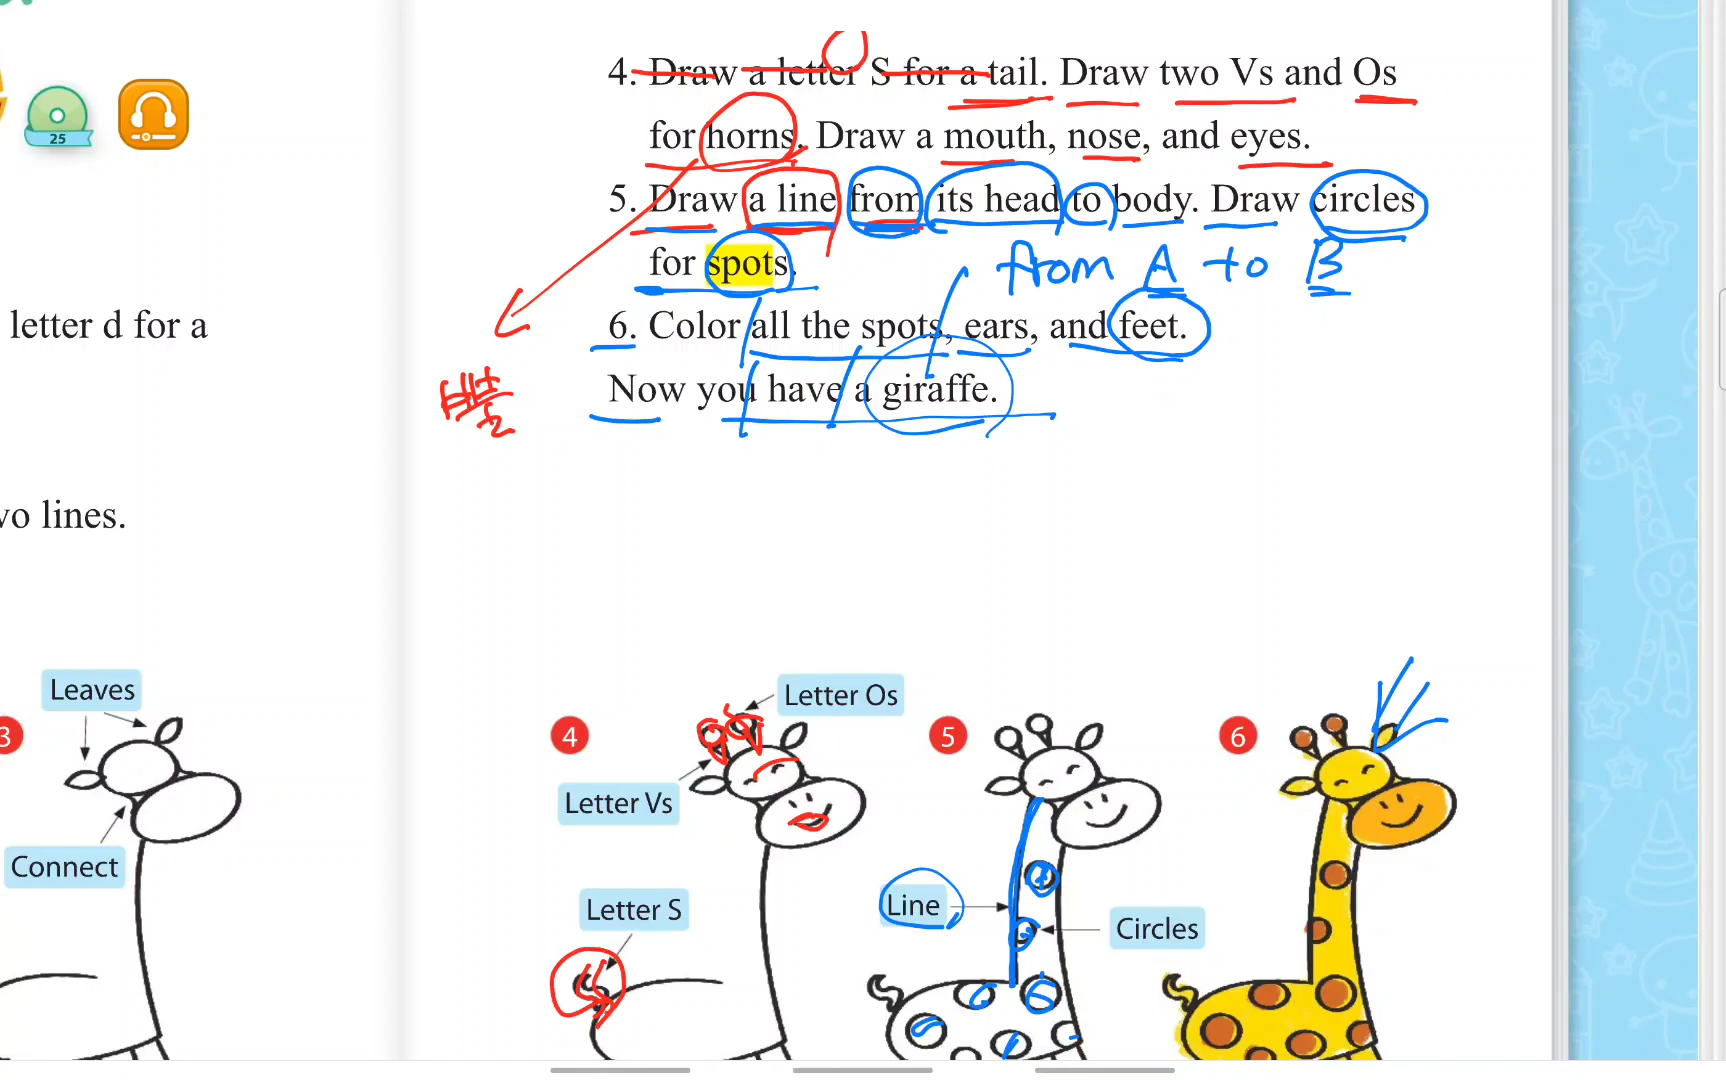 25
letter d for a
vo lines.
4. Draw a letter S for a tail. Draw two Vs and Os
for horns. Draw a mouth, nose, and eyes.
5. Draw a line from its head to body. Draw circles
for spots.
from A to B
6. Color all the spots, ears, and feet.
Now you have a giraffe.
Leaves
3
Connect
4
Letter Os
Letter Vs
Letter S
5
Line
Circles
6